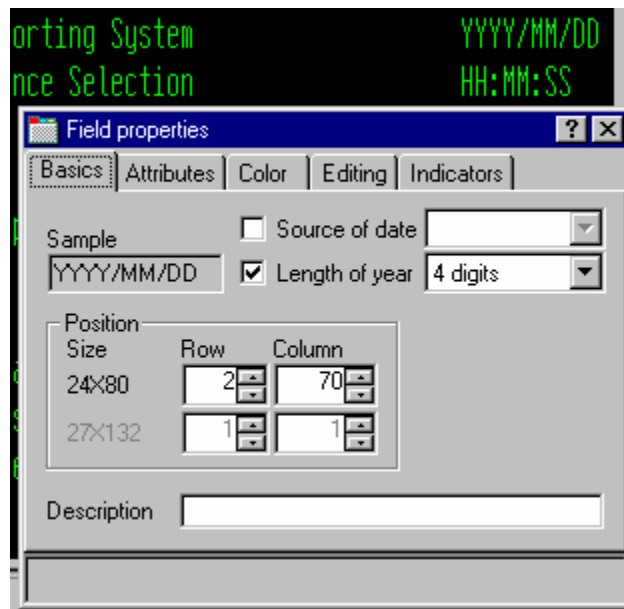 orting System YYYY/MM/DD
nce Selection HH:MM:SS
Field properties ? ×
Basics Attributes Color Editing Indicators
Source of date
Sample
YYYY/MM/DD Length of year 4 digits
Position
Size Row Column
24X80 2 70
27X132 1 1
Description